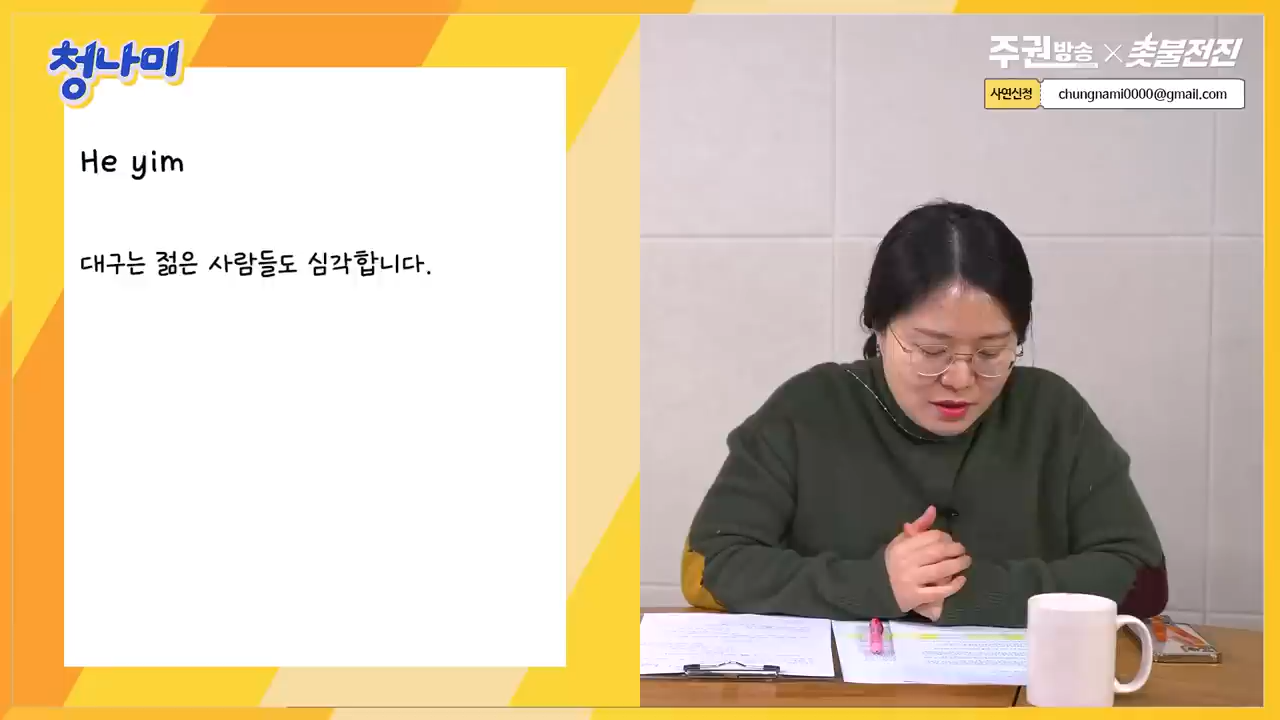 청나미
주권방송×촛불전진
사연신청 chungnami0000@gmail.com
He yim
대구는 젊은 사람들도 심각합니다.